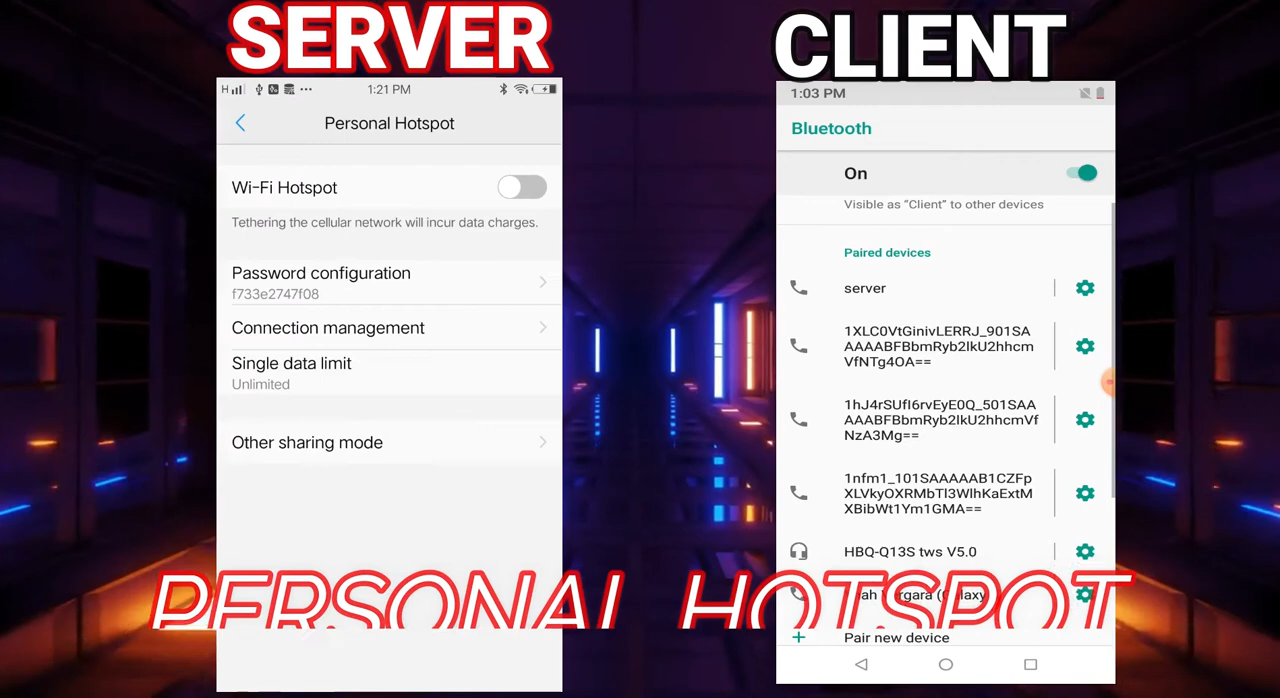 SERVER
H 1:21 PM
Personal Hotspot
Wi-Fi Hotspot
Tethering the cellular network will incur data charges.
Password configuration
f733e2747f08
Connection management
Single data limit
Unlimited
Other sharing mode
CLIENT
1:03 PM
Bluetooth
On
Visible as “Client” to other devices
Paired devices
server
1XLC0VtGinivLERRJ_901SA
AAAABFBbmRyb2lkU2hhcm
VfNTg4OA==
1hJ4rSUfI6rvEyE0Q_501SAA
AAABFBbmRyb2lkU2hhcmVf
NzA3Mg==
1nfm1_101SAAAAAB1CZFp
XLVkyOXRMbTl3WlhKaExtM
XBibWt1Ym1GMA==
HBQ-Q13S tws V5.0
(Galaxy
Pair new device
PERSONAL HOTSPOT